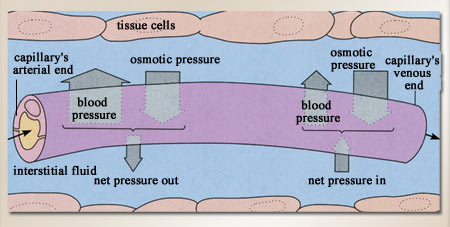 tissue cells
capillary's
arterial end
osmotic pressure
osmotic
pressure
capillary's
venous
end
blood
pressure
blood
pressure
interstitial fluid
net pressure out
net pressure in